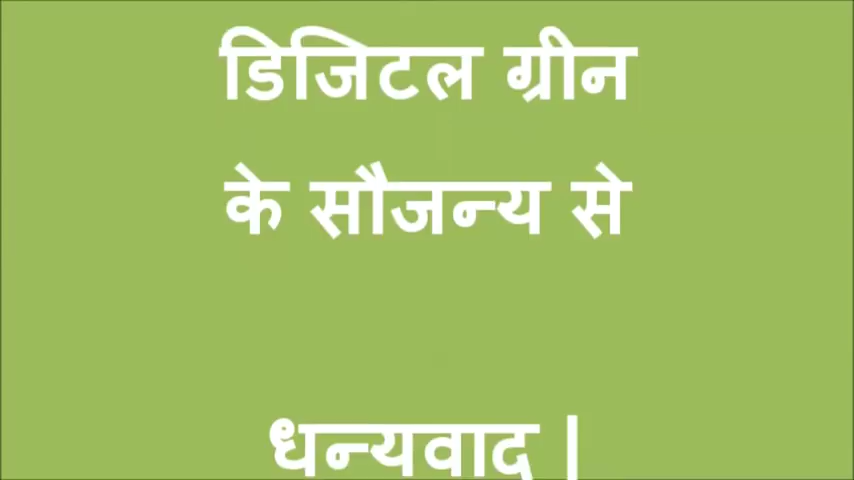 डिजिटल ग्रीन
के सौजन्य से
धन्यवाद |